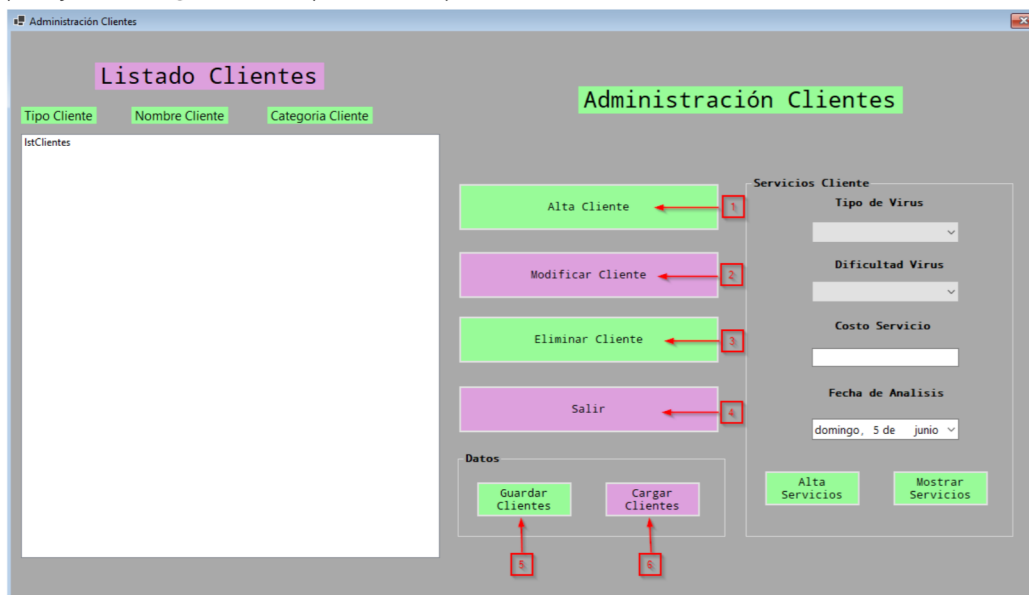 Administración Clientes
Listado Clientes
Administración Clientes
Tipo Cliente
Nombre Cliente
Categoria Cliente
lstClientes
Alta Cliente
1
Modificar Cliente
2
Eliminar Cliente
3
Salir
4
Datos
Guardar
Clientes
Cargar
Clientes
5
6
Servicios Cliente
Tipo de Virus
Dificultad Virus
Costo Servicio
Fecha de Analisis
domingo, 5 de junio
Alta
Servicios
Mostrar
Servicios